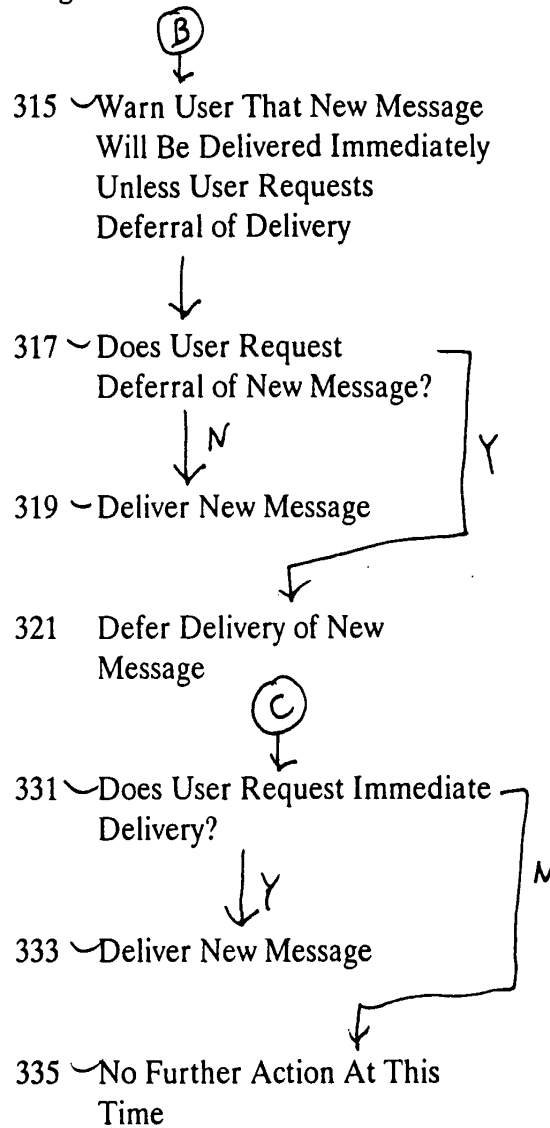 B
315 Warn User That New Message
Will Be Delivered Immediately
Unless User Requests
Deferral of Delivery
317 Does User Request
Deferral of New Message?
N
Y
319 Deliver New Message
321 Defer Delivery of New
Message
C
331 Does User Request Immediate
Delivery?
N
Y
333 Deliver New Message
335 No Further Action At This
Time